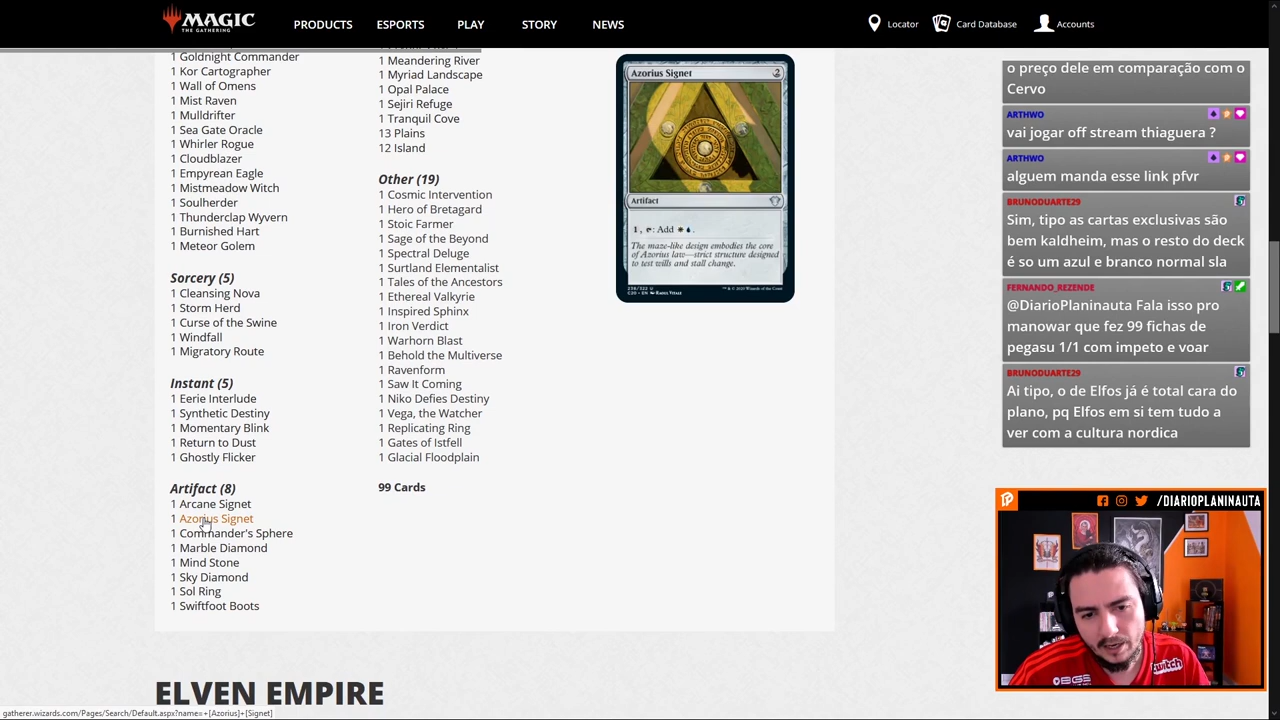 MAGIC
THE GATHERING
PRODUCTS
ESPORTS
PLAY
STORY
NEWS
Locator
Card Database
Accounts
1 Goldnight Commander
1 Kor Cartographer
1 Wall of Omens
1 Mist Raven
1 Mulldrifter
1 Sea Gate Oracle
1 Whirler Rogue
1 Cloudblazer
1 Empyrean Eagle
1 Mistmeadow Witch
1 Soulherder
1 Thunderclap Wyvern
1 Burnished Hart
1 Meteor Golem
Sorcery (5)
1 Cleansing Nova
1 Storm Herd
1 Curse of the Swine
1 Windfall
1 Migratory Route
Instant (5)
1 Eerie Interlude
1 Synthetic Destiny
1 Momentary Blink
1 Return to Dust
1 Ghostly Flicker
Artifact (8)
1 Arcane Signet
1 Azorius Signet
1 Commander's Sphere
1 Marble Diamond
1 Mind Stone
1 Sky Diamond
1 Sol Ring
1 Swiftfoot Boots
1 Meandering River
1 Myriad Landscape
1 Opal Palace
1 Sejiri Refuge
1 Tranquil Cove
13 Plains
12 Island
Other (19)
1 Cosmic Intervention
1 Hero of Bretagard
1 Stoic Farmer
1 Sage of the Beyond
1 Spectral Deluge
1 Surtland Elementalist
1 Tales of the Ancestors
1 Ethereal Valkyrie
1 Inspired Sphinx
1 Iron Verdict
1 Warhorn Blast
1 Behold the Multiverse
1 Ravenform
1 Saw It Coming
1 Niko Defies Destiny
1 Vega, the Watcher
1 Replicating Ring
1 Gates of Istfell
1 Glacial Floodplain
99 Cards
Azorius Signet 2
Artifact
1, : Add
The maze-like design embodies the core
of Azorius law—strict structure designed
to test wills and stall change.
ELVEN EMPIRE
gatherer.wizards.com/Pages/Search/Default.aspx?name=+[Azorius]+[Signet]
o preço dele em comparação com o
Cervo
ARTHWO
vai jogar off stream thiaguera ?
ARTHWO
alguem manda esse link pfvr
BRUNODUARTE29
Sim, tipo as cartas exclusivas são
bem kaldheim, mas o resto do deck
é so um azul e branco normal sla
FERNANDO_REZENDE
@DiarioPlaninauta Fala isso pro
manowar que fez 99 fichas de
pegasu 1/1 com impeto e voar
BRUNODUARTE29
Ai tipo, o de Elfos já é total cara do
plano, pq Elfos em si tem tudo a
ver com a cultura nordica
/DIARIOPLANINAUTA
twitch